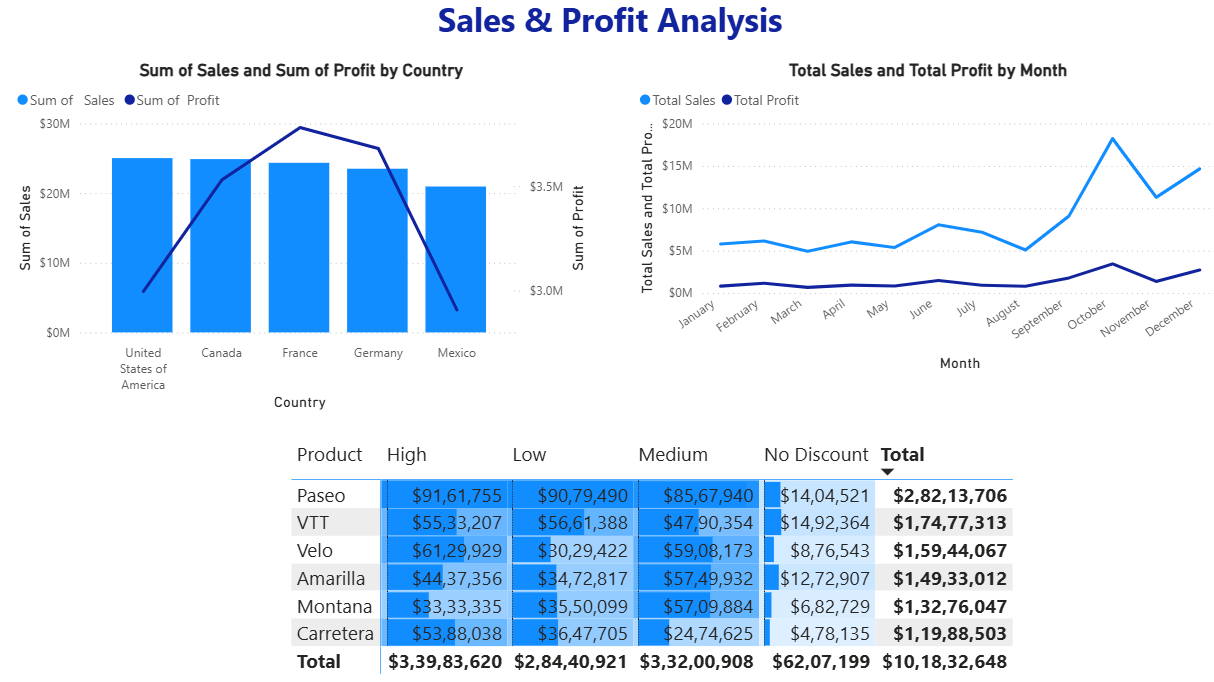 Sales & Profit Analysis
Sum of Sales and Sum of Profit by Country
Sum of Sales Sum of Profit
Sum of Sales
$30M
$20M
$10M
$0M
$3.5M
$3.0M
Sum of Profit
United States of America
Canada
France
Germany
Mexico
Country
Total Sales and Total Profit by Month
Total Sales Total Profit
Total Sales and Total Pro...
$20M
$15M
$10M
$5M
$0M
January
February
March
April
May
June
July
August
September
October
November
December
Month
Product High Low Medium No Discount Total
Paseo $91,61,755 $90,79,490 $85,67,940 $14,04,521 $2,82,13,706
VTT $55,33,207 $56,61,388 $47,90,354 $14,92,364 $1,74,77,313
Velo $61,29,929 $30,29,422 $59,08,173 $8,76,543 $1,59,44,067
Amarilla $44,37,356 $34,72,817 $57,49,932 $12,72,907 $1,49,33,012
Montana $33,33,335 $35,50,099 $57,09,884 $6,82,729 $1,32,76,047
Carretera $53,88,038 $36,47,705 $24,74,625 $4,78,135 $1,19,88,503
Total $3,39,83,620 $2,84,40,921 $3,32,00,908 $62,07,199 $10,18,32,648